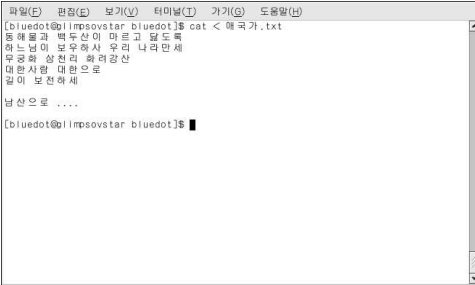 파일(F) 편집(E) 보기(V) 터미널(T) 가기(G) 도움말(H)
[bluedot@glimpsovstar bluedot]$ cat < 애국가.txt
동해물과 백두산이 마르고 닳도록
하느님이 보우하사 우리 나라만세
무궁화 삼천리 화려강산
대한사람 대한으로
길이 보전하세
남산으로 ....
[bluedot@glimpsovstar bluedot]$